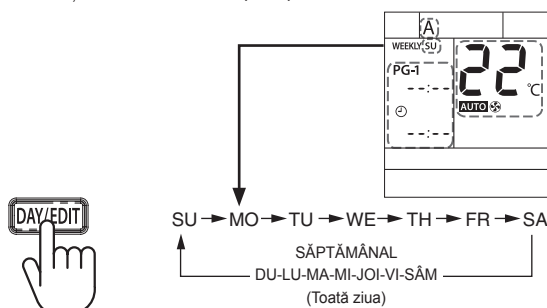 A
WEEKLY SU
PG-1
--:--
--:--
22 °C
AUTO
DAY/EDIT
SU MO TU WE TH FR SA
SĂPTĂMÂNAL
DU-LU-MA-MI-JOI-VI-SÂM
(Toată ziua)